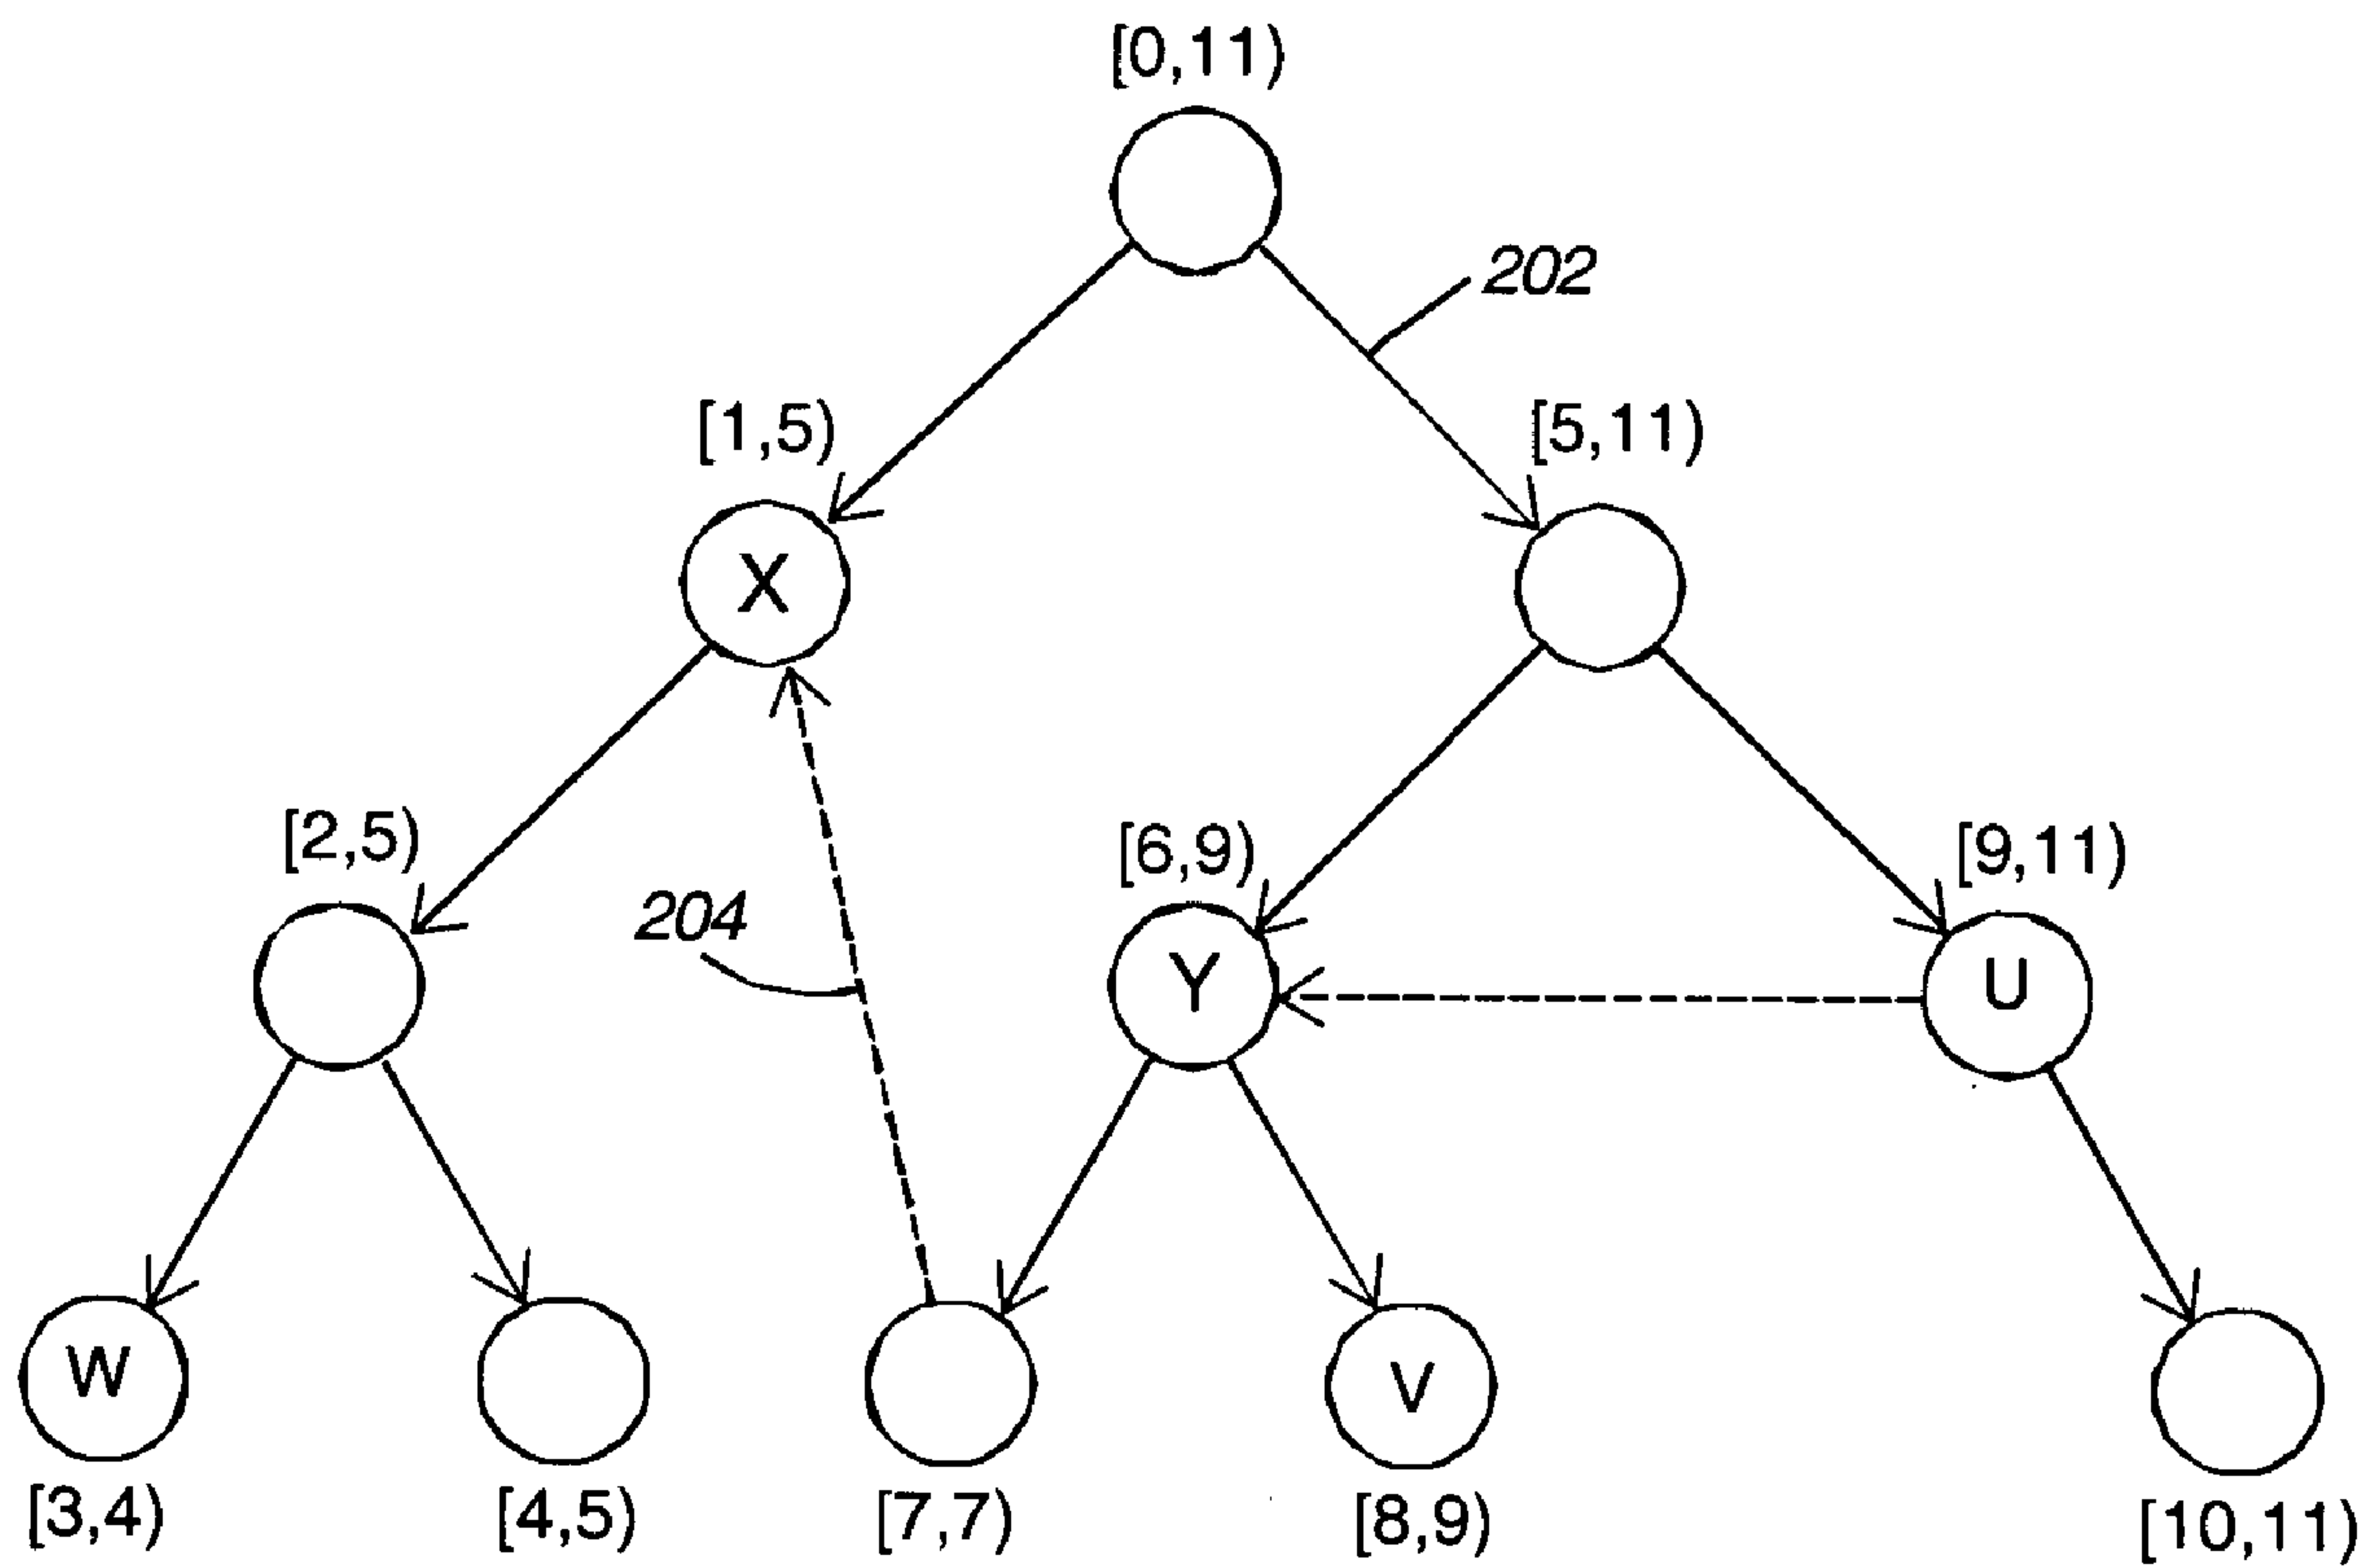 [0,11)
202
[1,5)
[5,11)
X
[2,5)
[6,9)
[9,11)
204
Y
U
W
V
[3,4)
[4,5)
[7,7)
[8,9)
[10,11)